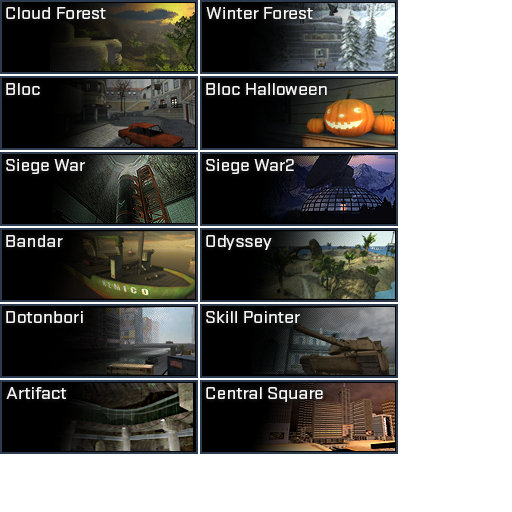 Cloud Forest
Winter Forest
Bloc
Bloc Halloween
Siege War
Siege War2
Bandar
Odyssey
Dotonbori
Skill Pointer
Artifact
Central Square